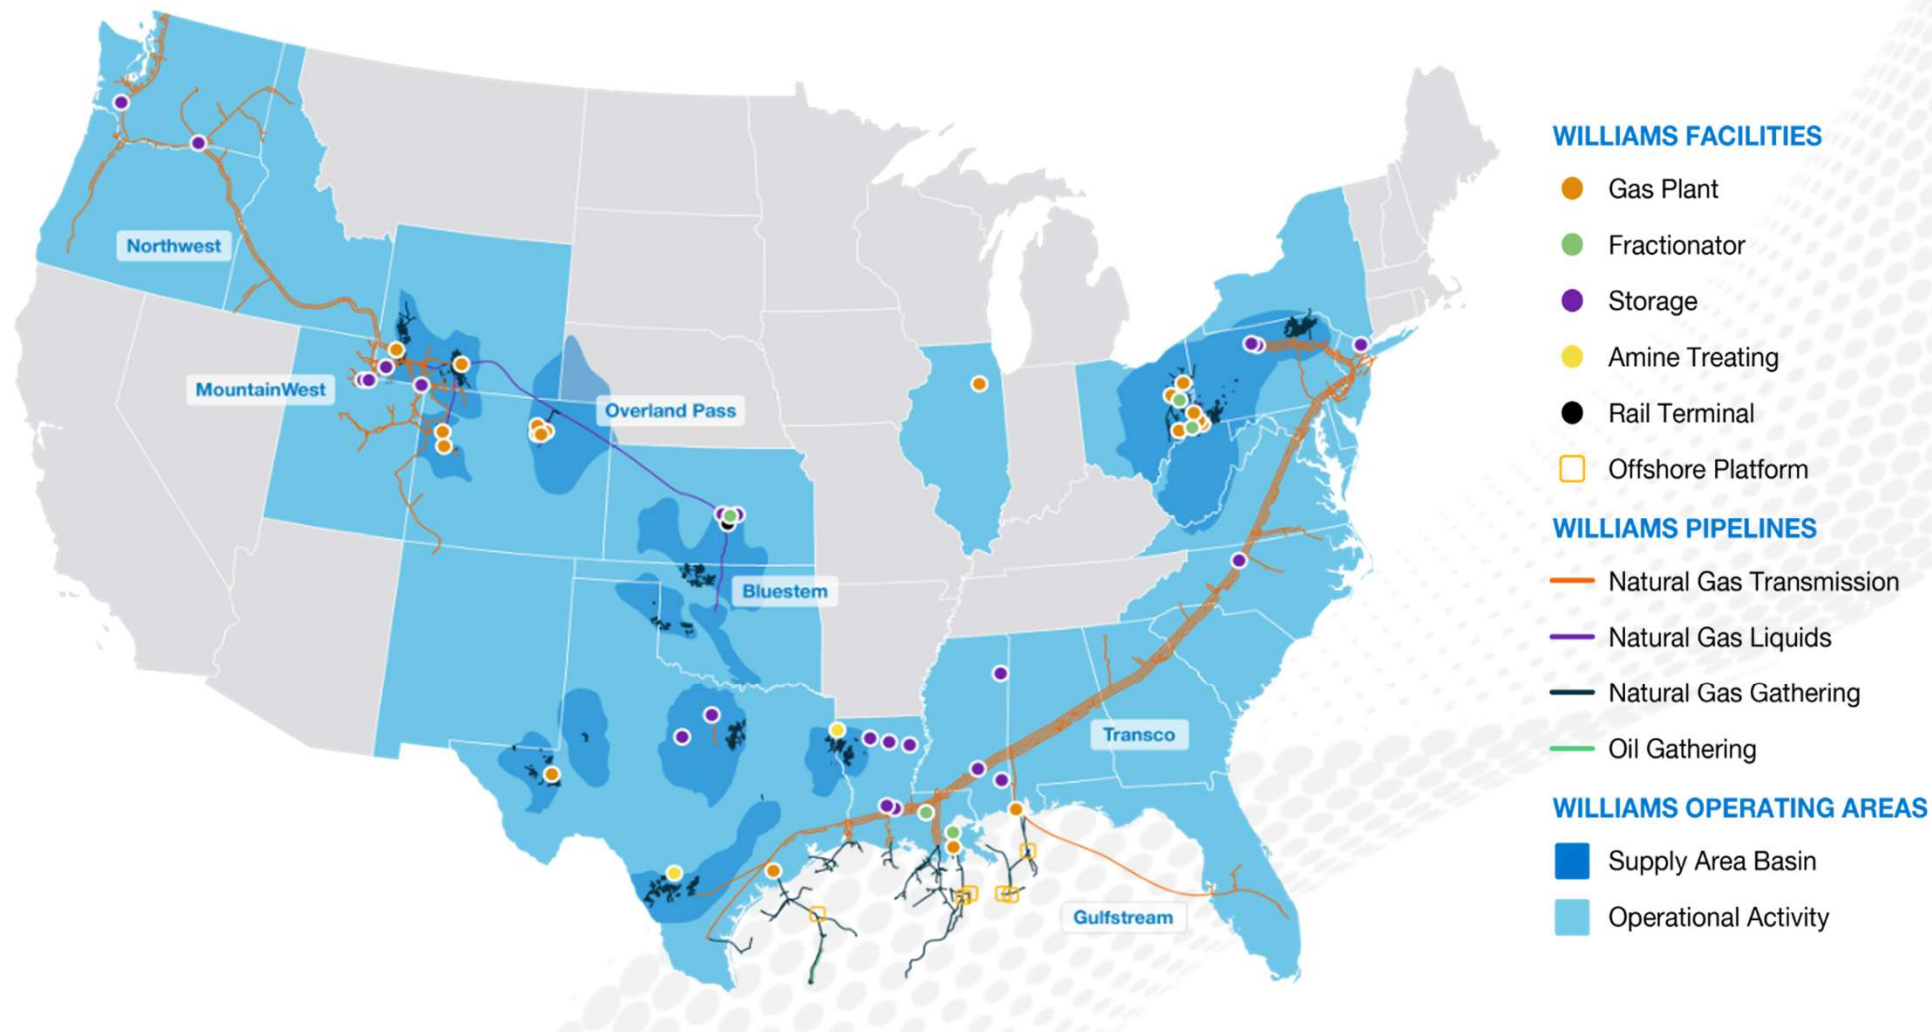 Northwest
MountainWest
Overland Pass
Bluestem
Transco
Gulfstream
WILLIAMS FACILITIES
Gas Plant
Fractionator
Storage
Amine Treating
Rail Terminal
Offshore Platform
WILLIAMS PIPELINES
Natural Gas Transmission
Natural Gas Liquids
Natural Gas Gathering
Oil Gathering
WILLIAMS OPERATING AREAS
Supply Area Basin
Operational Activity